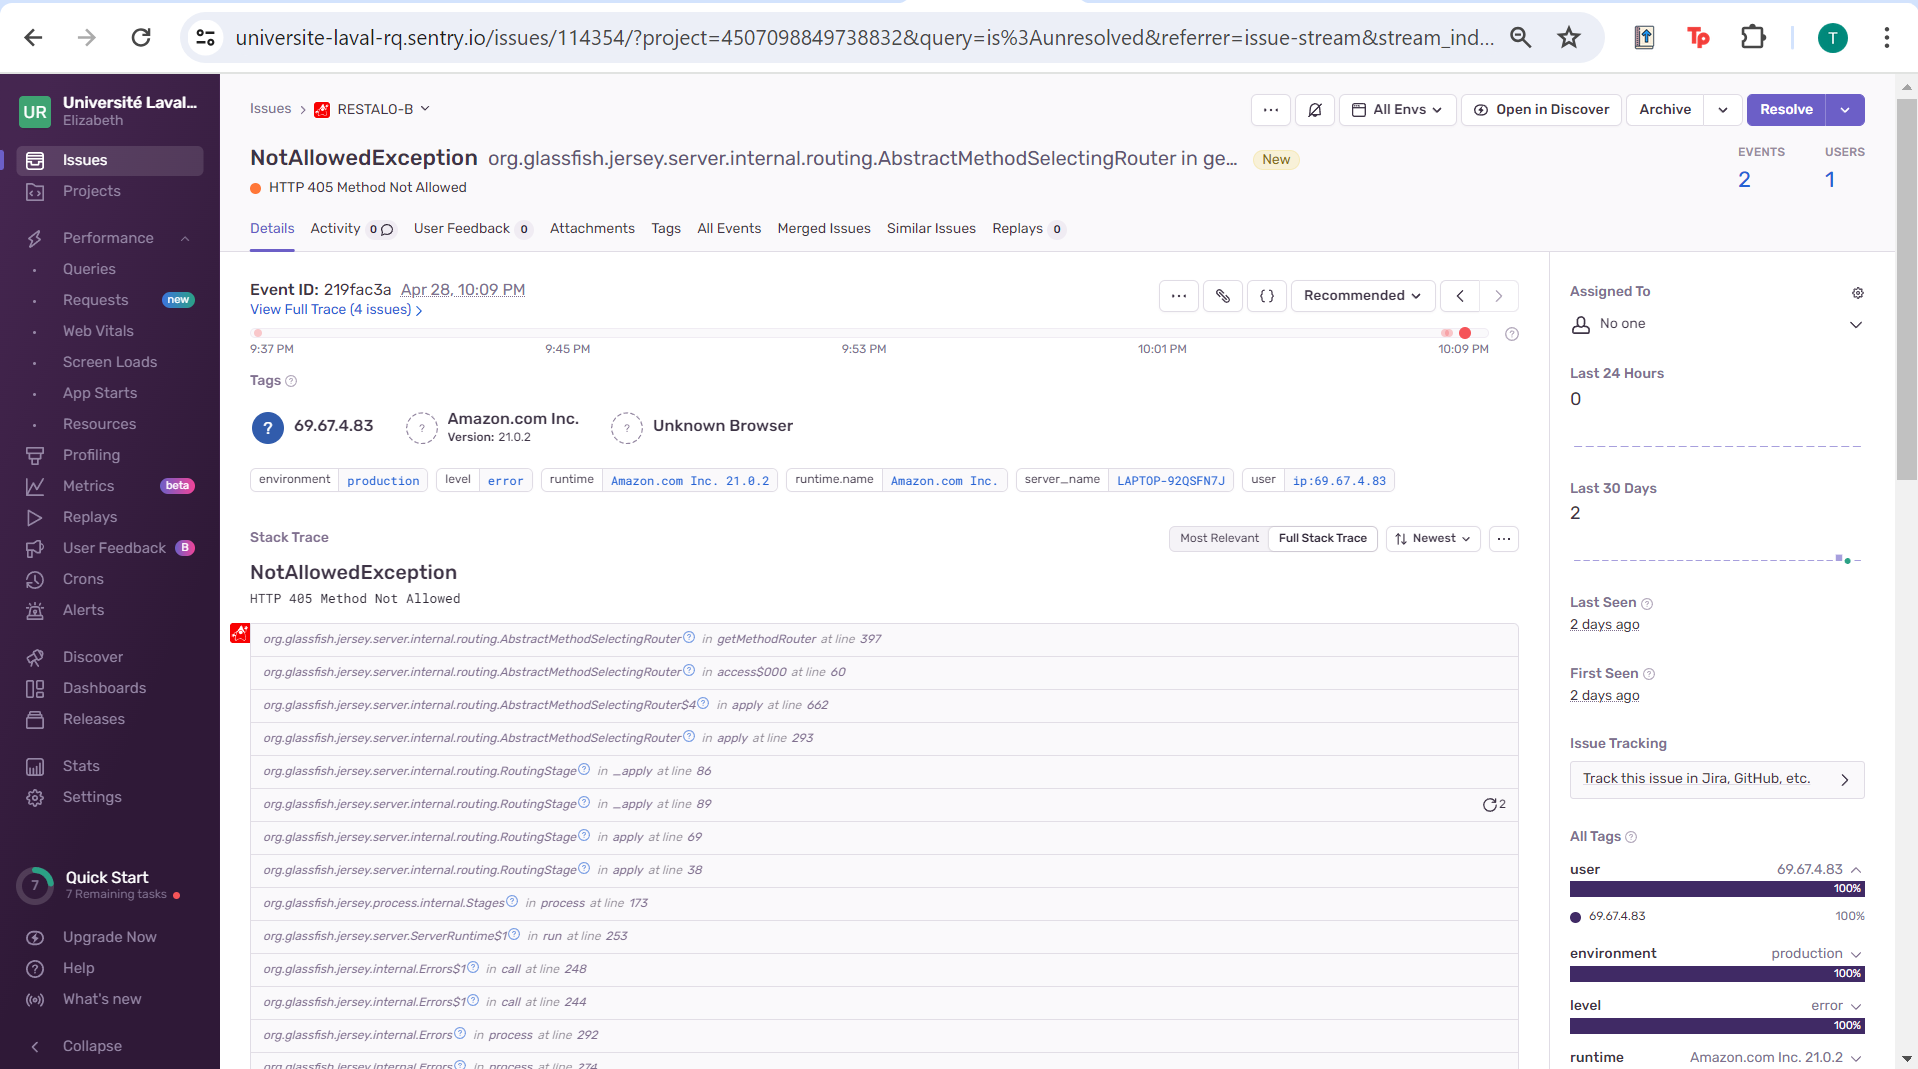 universite-laval-rq.sentry.io/issues/114354/?project=4507098849738832&query=is%3Aunresolved&referrer=issue-stream&stream_ind...
Tp
T
UR
Université Laval...
Elizabeth
Issues
Projects
Performance
Queries
Requests new
Web Vitals
Screen Loads
App Starts
Resources
Profiling
Metrics beta
Replays
User Feedback B
Crons
Alerts
Discover
Dashboards
Releases
Stats
Settings
7
Quick Start
7 Remaining tasks
Upgrade Now
Help
What's new
Collapse
Issues > RESTALO-B
All Envs
Open in Discover
Archive
Resolve
NotAllowedException org.glassfish.jersey.server.internal.routing.AbstractMethodSelectingRouter in ge... New
HTTP 405 Method Not Allowed
EVENTS
2
USERS
1
Details Activity 0 User Feedback 0 Attachments Tags All Events Merged Issues Similar Issues Replays 0
Event ID: 219fac3a Apr 28, 10:09 PM
View Full Trace (4 issues) >
Recommended
9:37 PM 9:45 PM 9:53 PM 10:01 PM 10:09 PM
Tags ?
? 69.67.4.83
? Amazon.com Inc.
Version: 21.0.2
? Unknown Browser
environment production level error runtime Amazon.com Inc. 21.0.2 runtime.name Amazon.com Inc. server_name LAPTOP-92QSFN7J user ip:69.67.4.83
Stack Trace
Most Relevant Full Stack Trace Newest
NotAllowedException
HTTP 405 Method Not Allowed
org.glassfish.jersey.server.internal.routing.AbstractMethodSelectingRouter? in getMethodRouter at line 397
org.glassfish.jersey.server.internal.routing.AbstractMethodSelectingRouter? in access$000 at line 60
org.glassfish.jersey.server.internal.routing.AbstractMethodSelectingRouter$4? in apply at line 662
org.glassfish.jersey.server.internal.routing.AbstractMethodSelectingRouter? in apply at line 293
org.glassfish.jersey.server.internal.routing.RoutingStage? in _apply at line 86
org.glassfish.jersey.server.internal.routing.RoutingStage? in _apply at line 89 2
org.glassfish.jersey.server.internal.routing.RoutingStage? in apply at line 69
org.glassfish.jersey.server.internal.routing.RoutingStage? in apply at line 38
org.glassfish.jersey.process.internal.Stages? in process at line 173
org.glassfish.jersey.server.ServerRuntime$1? in run at line 253
org.glassfish.jersey.internal.Errors$1? in call at line 248
org.glassfish.jersey.internal.Errors$1? in call at line 244
org.glassfish.jersey.internal.Errors? in process at line 292
org.glassfish.jersey.internal.Errors? in process at line 274
Assigned To
No one
Last 24 Hours
0
Last 30 Days
2
Last Seen ?
2 days ago
First Seen ?
2 days ago
Issue Tracking
Track this issue in Jira, GitHub, etc.
All Tags ?
user 69.67.4.83
100%
69.67.4.83 100%
environment production
100%
level error
100%
runtime Amazon.com Inc. 21.0.2